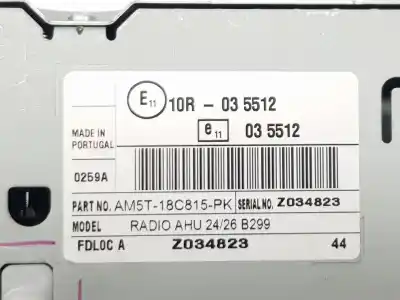 E11 10R - 03 5512
e11 03 5512
MADE IN
PORTUGAL
0259A
PART NO. AM5T-18C815-PK SERIAL NO. Z034823
MODEL RADIO AHU 24/26 B299
FDLOC A Z034823 44